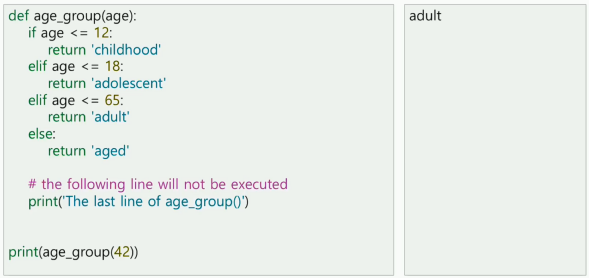 def age_group(age):
    if age <= 12:
        return 'childhood'
    elif age <= 18:
        return 'adolescent'
    elif age <= 65:
        return 'adult'
    else:
        return 'aged'

    # the following line will not be executed
    print('The last line of age_group()')


print(age_group(42))
adult